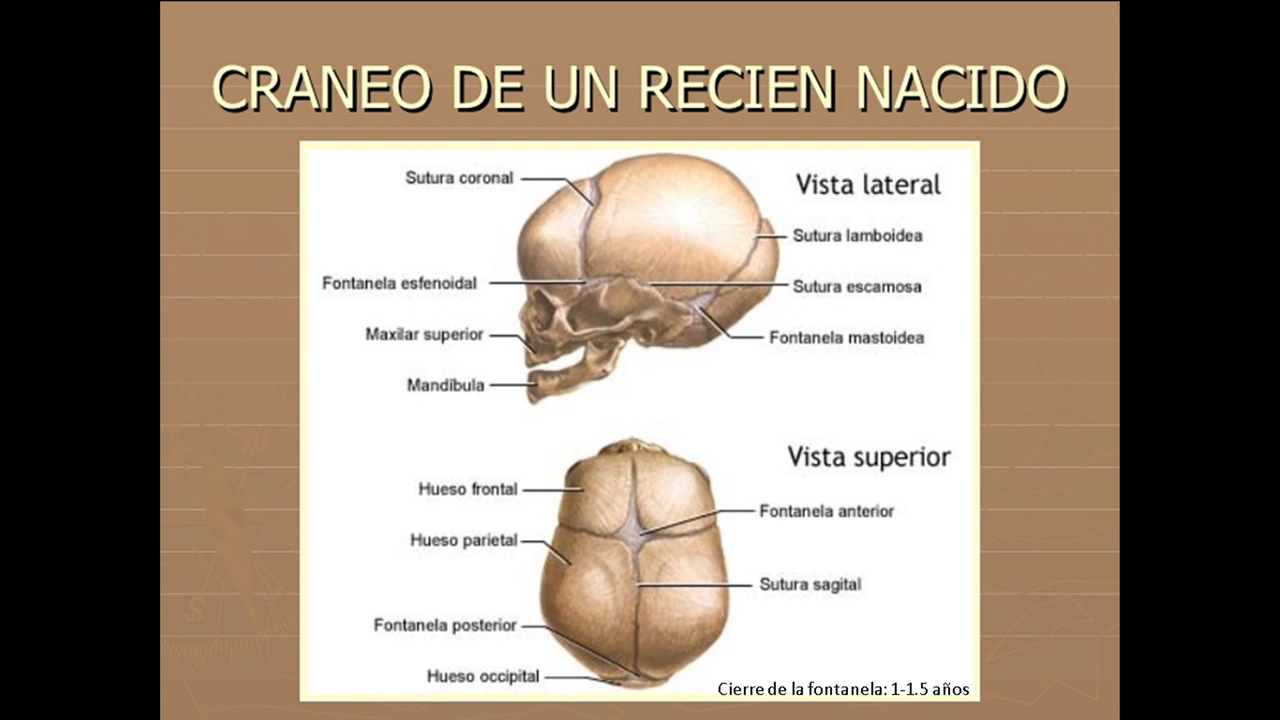 CRANEO DE UN RECIEN NACIDO
Vista lateral
Sutura coronal
Sutura lamboidea
Fontanela esfenoidal
Sutura escamosa
Maxilar superior
Fontanela mastoidea
Mandíbula
Vista superior
Hueso frontal
Fontanela anterior
Hueso parietal
Sutura sagital
Fontanela posterior
Hueso occipital
Cierre de la fontanela: 1-1.5 años